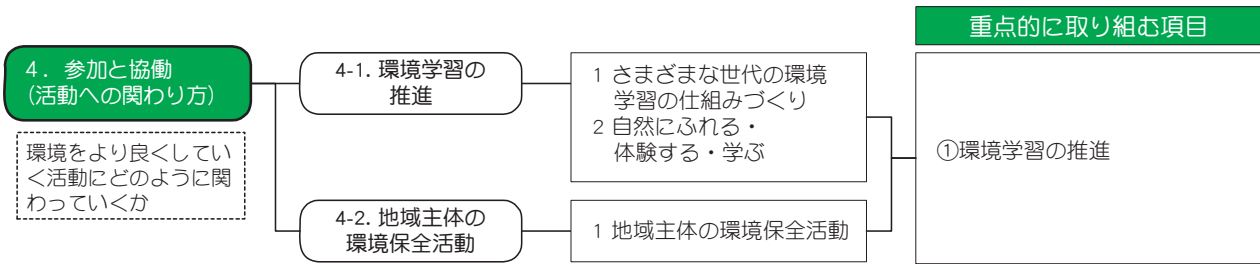 重点的に取り組む項目
4．参加と協働
(活動への関わり方)
環境をより良くしてい
く活動にどのように関
わっていくか
4-1. 環境学習の
推進
1 さまざまな世代の環境
学習の仕組みづくり
2 自然にふれる・
体験する・学ぶ
4-2. 地域主体の
環境保全活動
1 地域主体の環境保全活動
①環境学習の推進